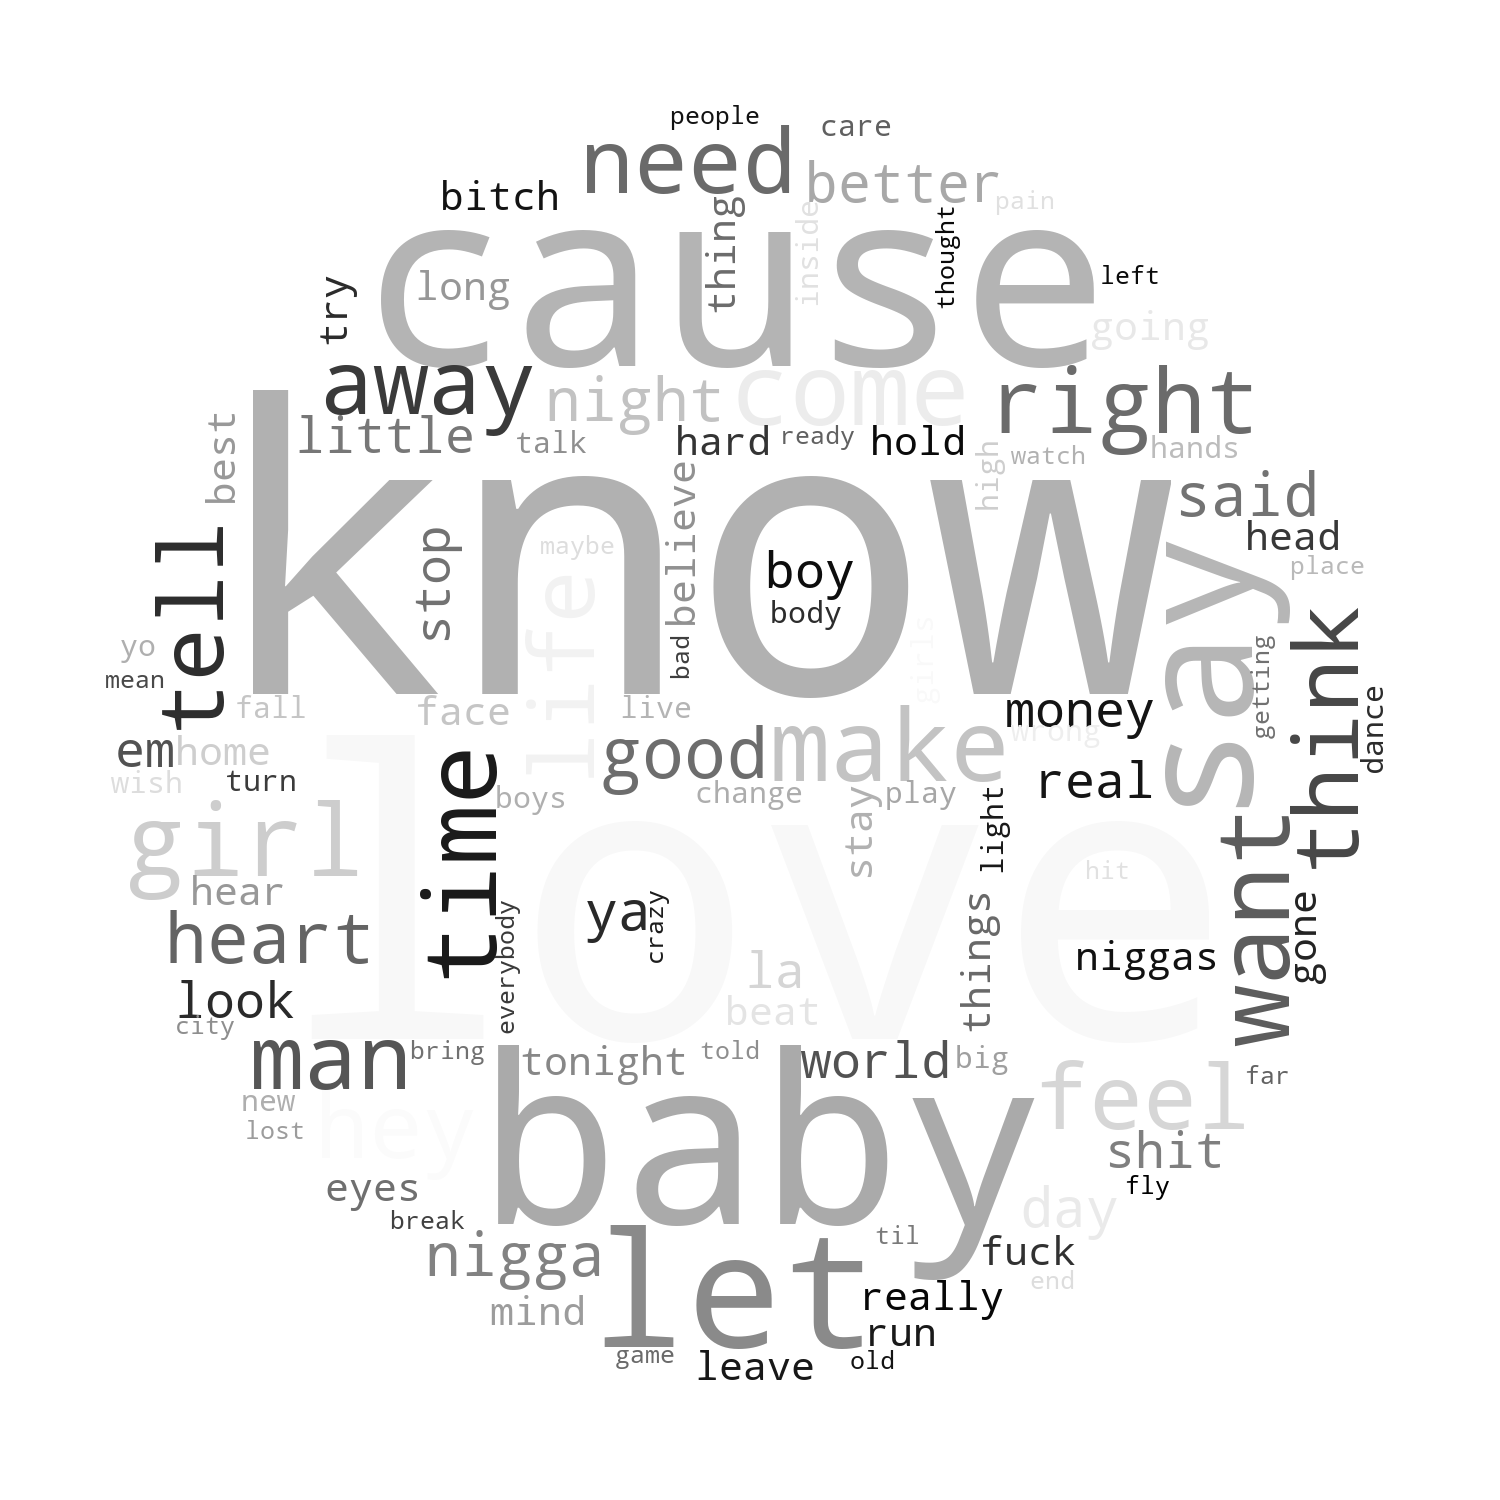 people
care
need
better
bitch
pain
thing
inside
thought
cause
long
left
try
going
away
night
come
right
best
little
talk
hard
ready
hold
high
watch
hands
said
know
believe
stop
maybe
boy
body
head
place
tell
life
say
think
yo
mean
bad
girls
getting
fall
face
live
money
dance
em
home
good
make
wrong
wish
turn
time
boys
change
stay
play
light
real
girl
love
hit
want
hear
heart
ya
crazy
everybody
things
niggas
gone
look
city
la
beat
man
bring
tonight
told
world
big
feel
far
new
lost
hey
baby
shit
eyes
fly
break
day
nigga
let
til
fuck
mind
really
end
run
game
leave
old